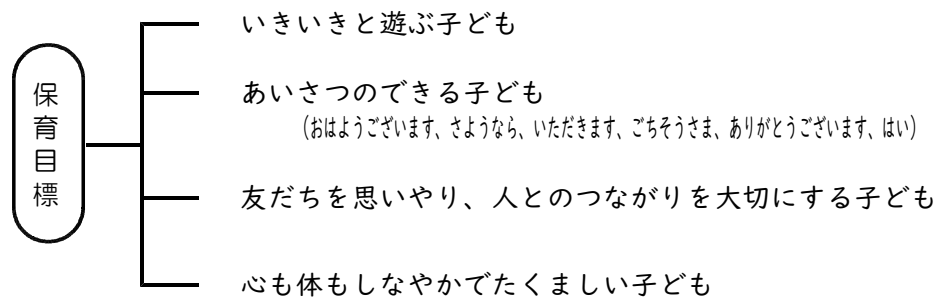 保育目標
いきいきと遊ぶ子ども
あいさつのできる子ども
（おはようございます、さようなら、いただきます、ごちそうさま、ありがとうございます、はい）
友だちを思いやり、人とのつながりを大切にする子ども
心も体もしなやかでたくましい子ども